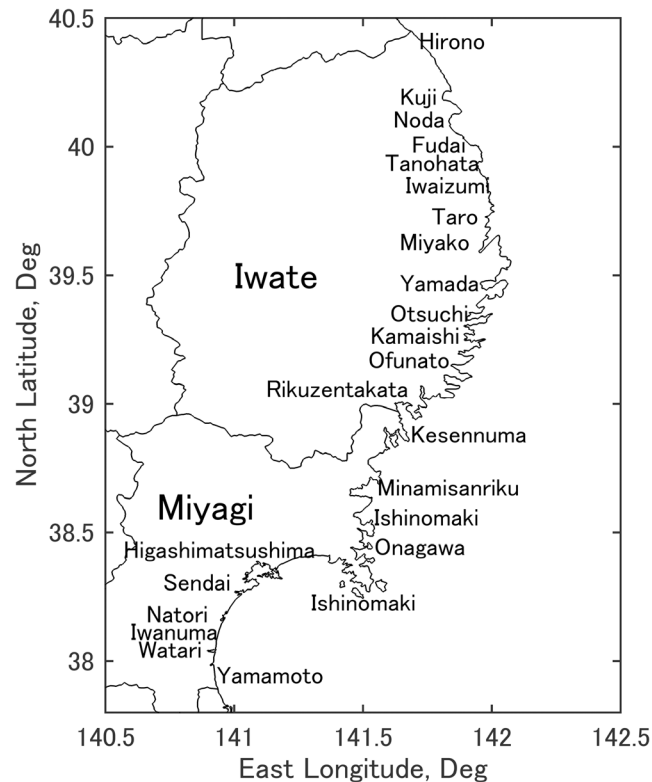 40.5
Hirono
Kuji
Noda
40
Fudai
Tanohata
Iwaizumi
Taro
Miyako
39.5
Iwate
Yamada
Otsuchi
Kamaishi
Ofunato
Rikuzentakata
39
Kesennuma
Minamisanriku
Miyagi
Ishinomaki
38.5
Onagawa
Higashimatsushima
Sendai
Ishinomaki
Natori
Iwanuma
Watari
38
Yamamoto
140.5 141 141.5 142 142.5
East Longitude, Deg
North Latitude, Deg